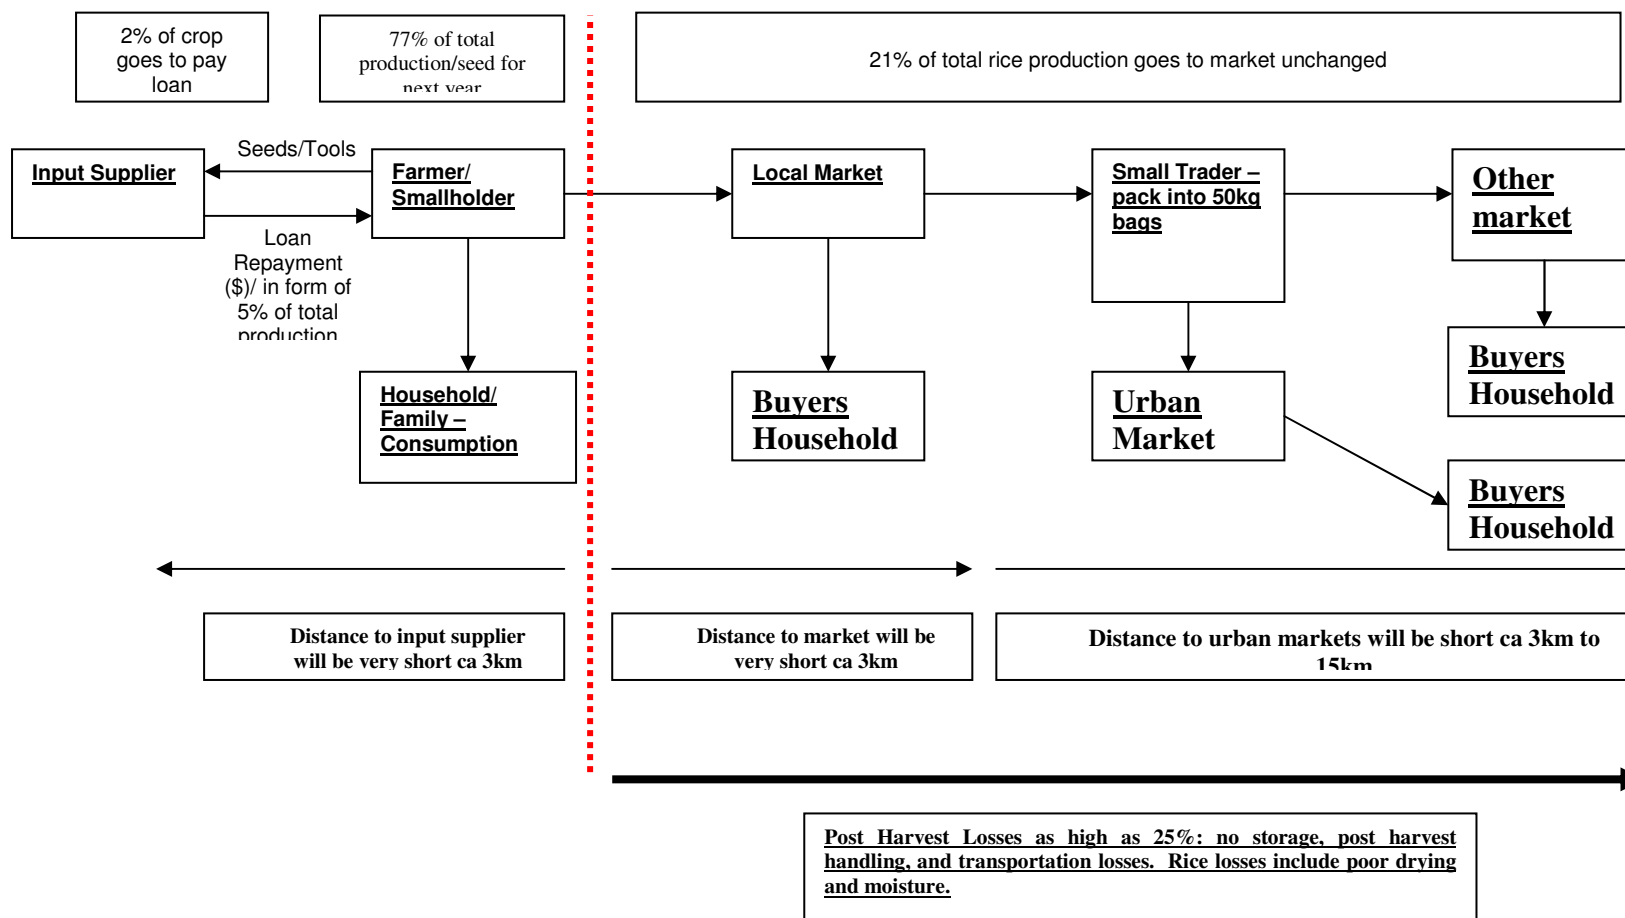 2% of crop
goes to pay
loan
77% of total
production/seed for
next year
21% of total rice production goes to market unchanged
Seeds/Tools
Input Supplier
Farmer/
Smallholder
Local Market
Small Trader –
pack into 50kg
bags
Other
market
Loan
Repayment
($)/ in form of
5% of total
production
Household/
Family –
Consumption
Buyers
Household
Urban
Market
Buyers
Household
Buyers
Household
Distance to input supplier
will be very short ca 3km
Distance to market will be
very short ca 3km
Distance to urban markets will be short ca 3km to
15km
Post Harvest Losses as high as 25%: no storage, post harvest
handling, and transportation losses. Rice losses include poor drying
and moisture.